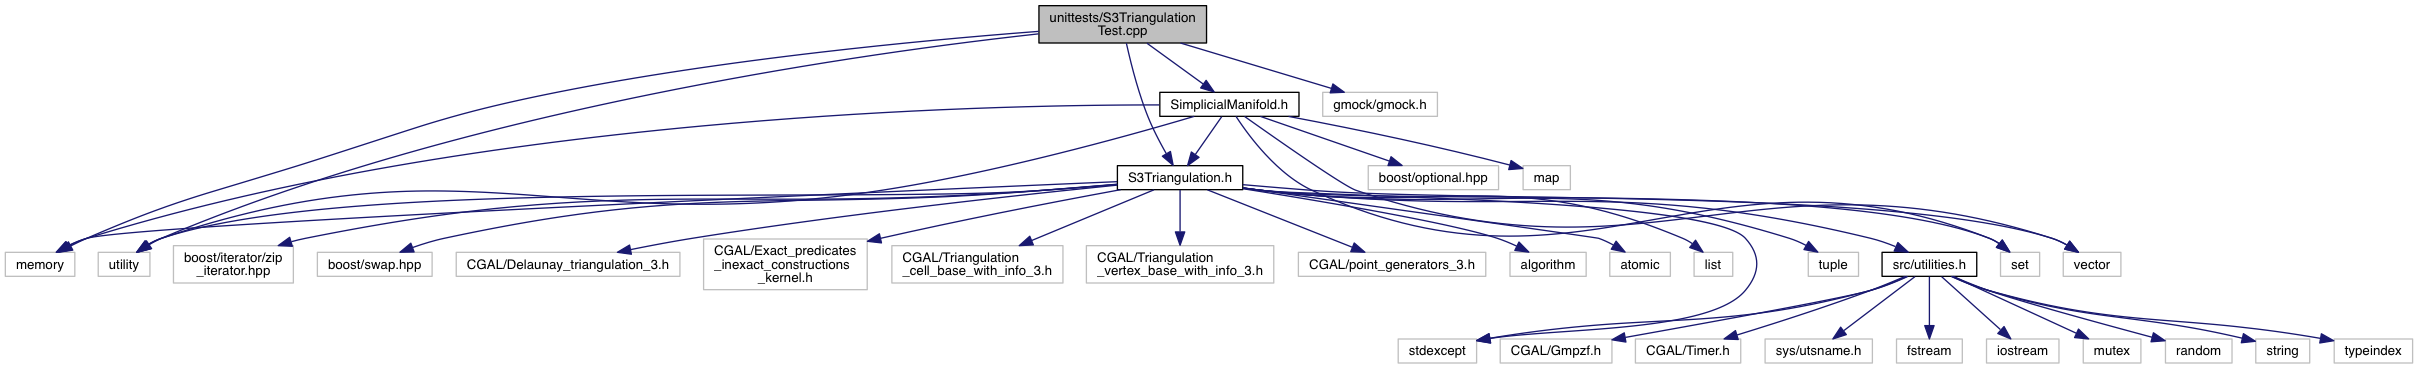 unittests/S3Triangulation
Test.cpp
SimplicialManifold.h
gmock/gmock.h
S3Triangulation.h
boost/optional.hpp
map
memory
utility
boost/iterator/zip
_iterator.hpp
boost/swap.hpp
CGAL/Delaunay_triangulation_3.h
CGAL/Exact_predicates
_inexact_constructions
_kernel.h
CGAL/Triangulation
_cell_base_with_info_3.h
CGAL/Triangulation
_vertex_base_with_info_3.h
CGAL/point_generators_3.h
algorithm
atomic
list
tuple
src/utilities.h
set
vector
stdexcept
CGAL/Gmpzf.h
CGAL/Timer.h
sys/utsname.h
fstream
iostream
mutex
random
string
typeindex